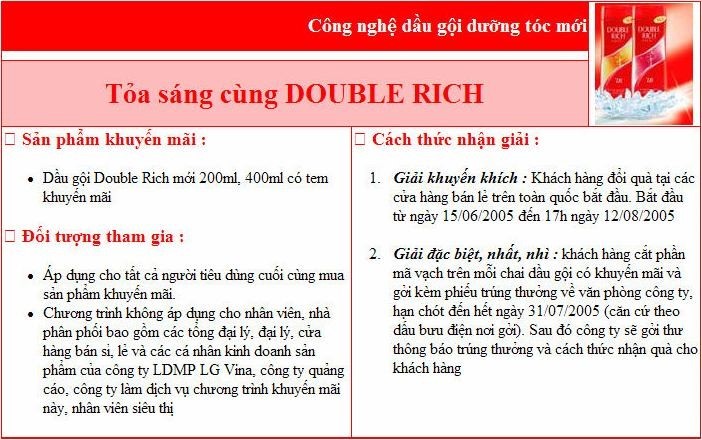 Công nghệ dầu gội dưỡng tóc mới
DOUBLE
RICH
DOUBLE
RICH
Tỏa sáng cùng DOUBLE RICH
Sản phẩm khuyến mãi :
• Dầu gội Double Rich mới 200ml, 400ml có tem
khuyến mãi
Đối tượng tham gia :
• Áp dụng cho tất cả người tiêu dùng cuối cùng mua
sản phẩm khuyến mãi.
• Chương trình không áp dụng cho nhân viên, nhà
phân phối bao gồm các tổng đại lý, đại lý, cửa
hàng bán sỉ, lẻ và các cá nhân kinh doanh sản
phẩm của công ty LDMP LG Vina, công ty quảng
cáo, công ty làm dịch vụ chương trình khuyến mãi
này, nhân viên siêu thị
Cách thức nhận giải :
1. Giải khuyến khích : Khách hàng đổi quà tại các
cửa hàng bán lẻ trên toàn quốc bắt đầu. Bắt đầu
từ ngày 15/06/2005 đến 17h ngày 12/08/2005
2. Giải đặc biệt, nhất, nhì : khách hàng cắt phần
mã vạch trên mỗi chai dầu gội có khuyến mãi và
gởi kèm phiếu trúng thưởng về văn phòng công ty,
hạn chót đến hết ngày 31/07/2005 (căn cứ theo
dấu bưu điện nơi gởi). Sau đó công ty sẽ gởi thư
thông báo trúng thưởng và cách thức nhận quà cho
khách hàng